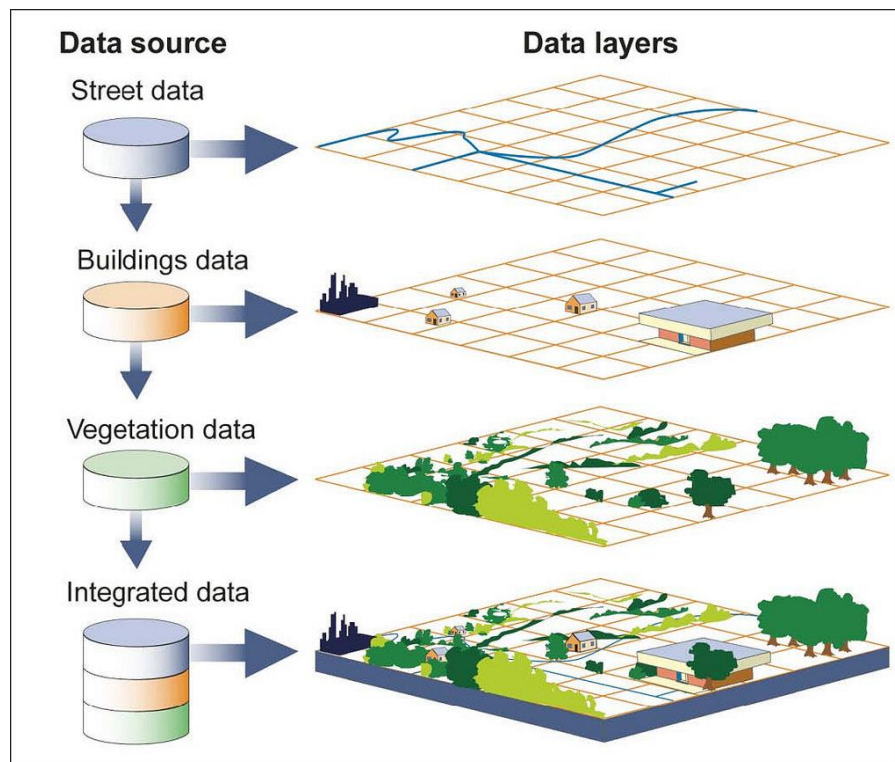 Data source
Data layers
Street data
Buildings data
Vegetation data
Integrated data